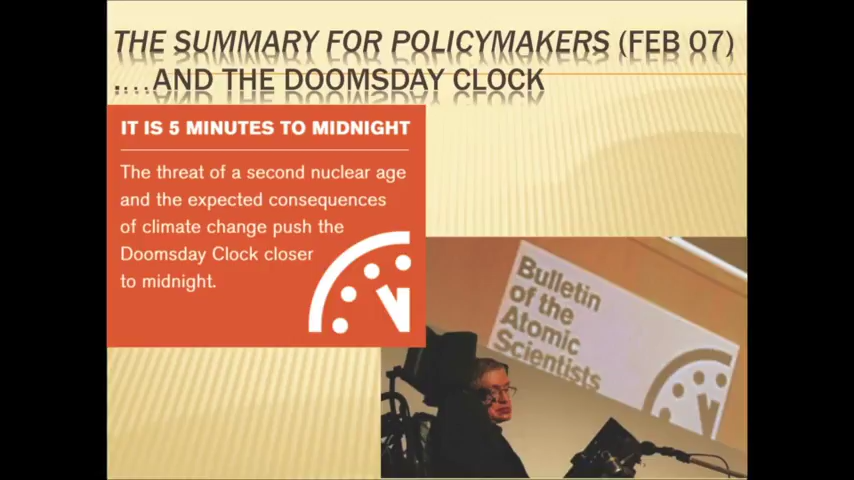 THE SUMMARY FOR POLICYMAKERS (FEB 07)
....AND THE DOOMSDAY CLOCK
IT IS 5 MINUTES TO MIDNIGHT
The threat of a second nuclear age
and the expected consequences
of climate change push the
Doomsday Clock closer
to midnight.
Bulletin
of the
Atomic
Scientists